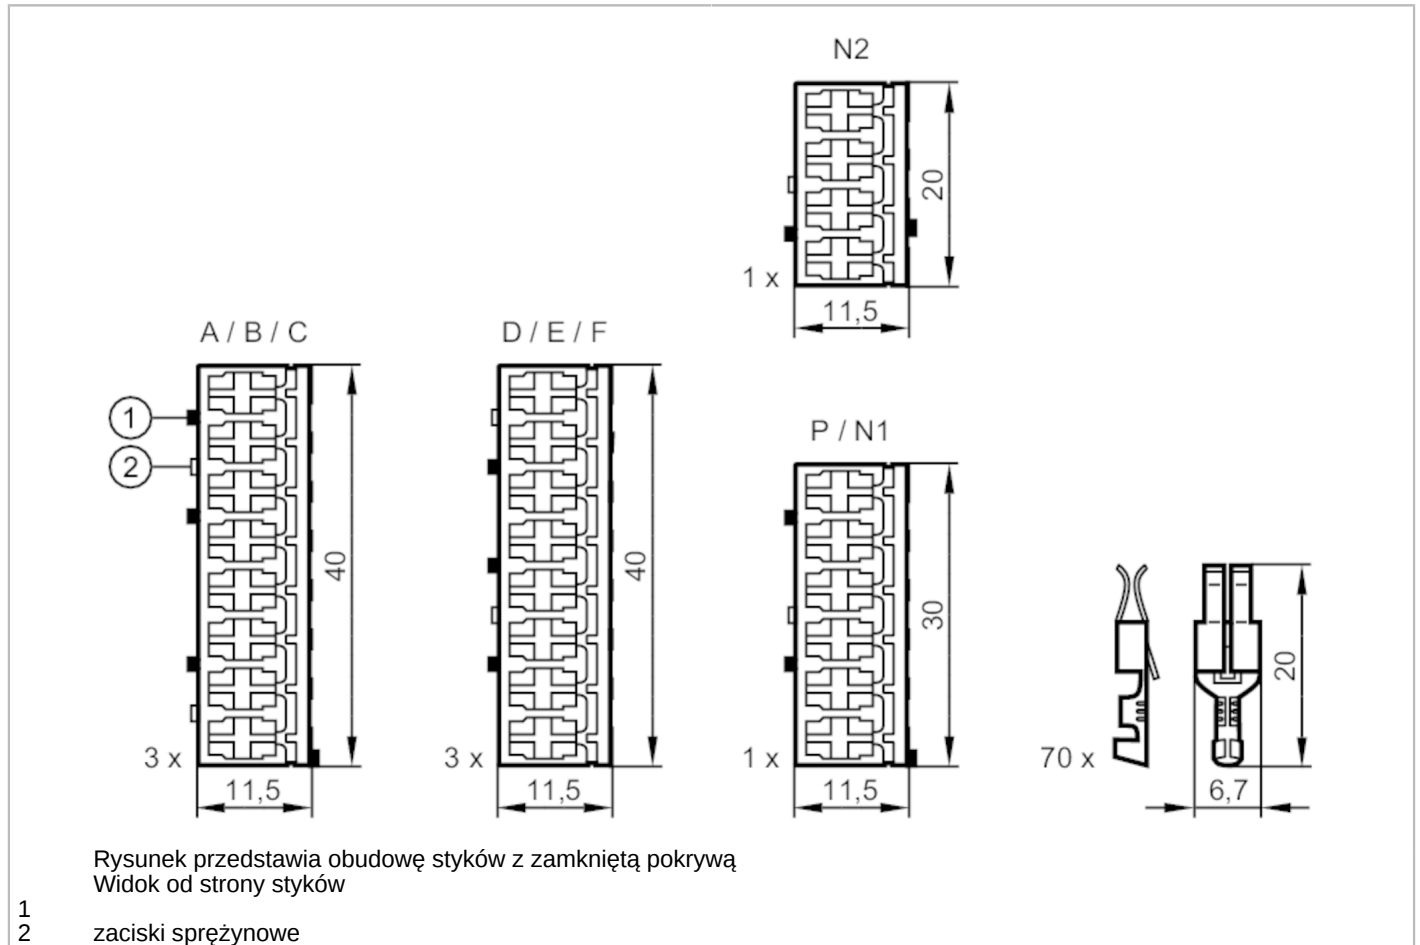 N2
20
1 x
11,5
A / B / C
D / E / F
1
2
40
40
P / N1
30
20
3 x
3 x
1 x
70 x
11,5
11,5
11,5
6,7
Rysunek przedstawia obudowę styków z zamkniętą pokrywą
Widok od strony styków
1
2 zaciski sprężynowe